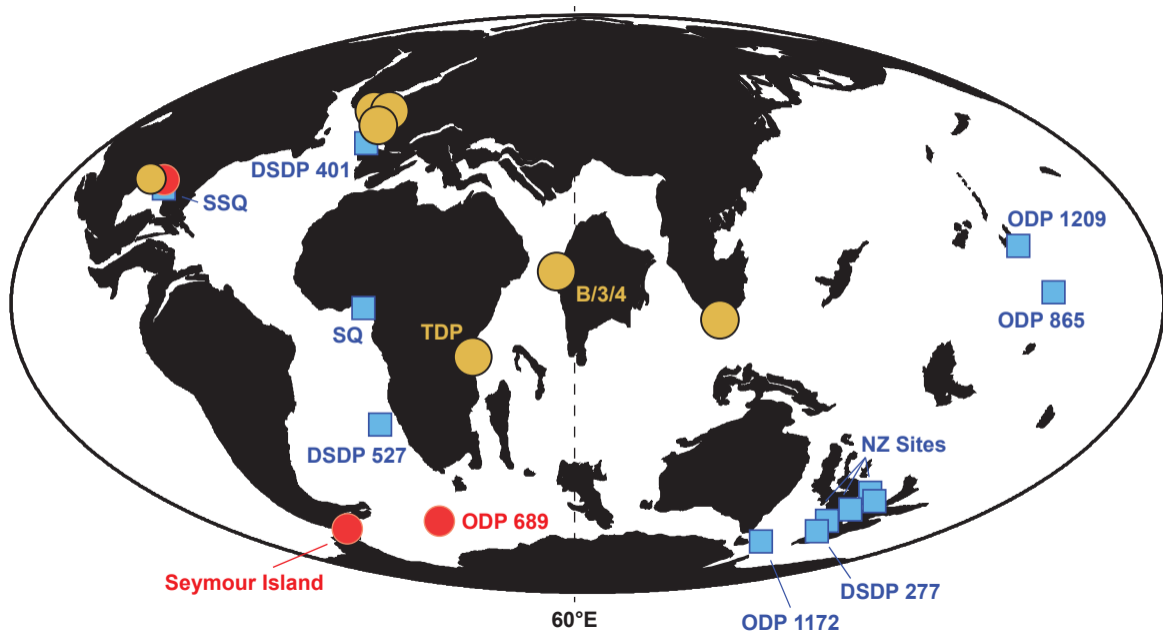 DSDP 401
SSQ
ODP 1209
B/3/4
ODP 865
SQ
TDP
NZ Sites
DSDP 527
ODP 689
Seymour Island
DSDP 277
ODP 1172
60°E